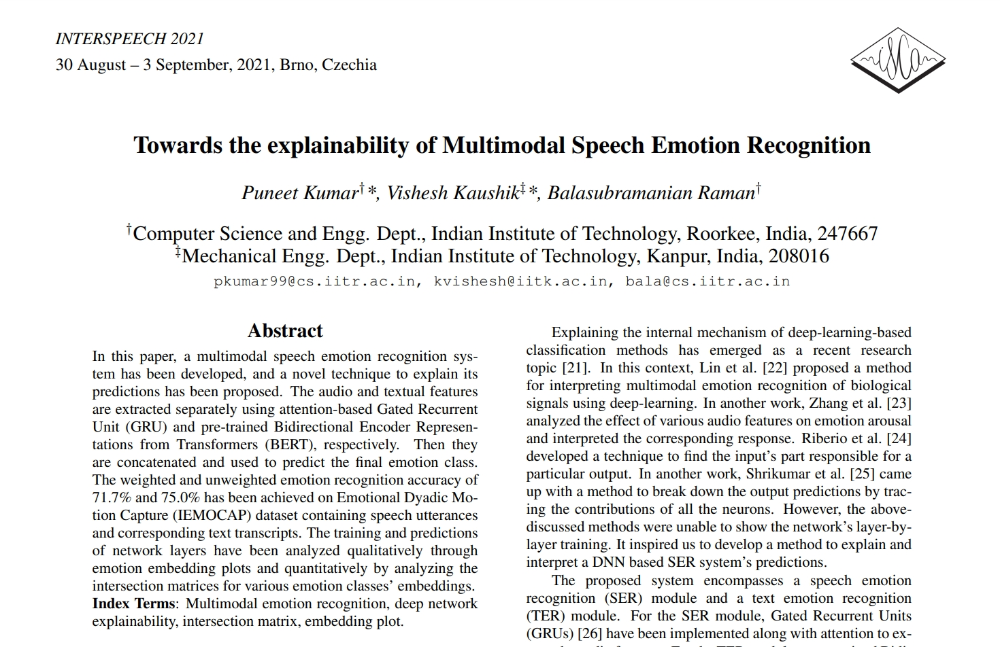 INTERSPEECH 2021
30 August – 3 September, 2021, Brno, Czechia
Towards the explainability of Multimodal Speech Emotion Recognition
Puneet Kumar†*, Vishesh Kaushik‡*, Balasubramanian Raman†
†Computer Science and Engg. Dept., Indian Institute of Technology, Roorkee, India, 247667
‡Mechanical Engg. Dept., Indian Institute of Technology, Kanpur, India, 208016
pkumar99@cs.iitr.ac.in, kvishesh@iitk.ac.in, bala@cs.iitr.ac.in
Abstract
In this paper, a multimodal speech emotion recognition sys-
tem has been developed, and a novel technique to explain its
predictions has been proposed. The audio and textual features
are extracted separately using attention-based Gated Recurrent
Unit (GRU) and pre-trained Bidirectional Encoder Represen-
tations from Transformers (BERT), respectively. Then they
are concatenated and used to predict the final emotion class.
The weighted and unweighted emotion recognition accuracy of
71.7% and 75.0% has been achieved on Emotional Dyadic Mo-
tion Capture (IEMOCAP) dataset containing speech utterances
and corresponding text transcripts. The training and predictions
of network layers have been analyzed qualitatively through
emotion embedding plots and quantitatively by analyzing the
intersection matrices for various emotion classes' embeddings.
Index Terms: Multimodal emotion recognition, deep network
explainability, intersection matrix, embedding plot.
Explaining the internal mechanism of deep-learning-based
classification methods has emerged as a recent research
topic [21]. In this context, Lin et al. [22] proposed a method
for interpreting multimodal emotion recognition of biological
signals using deep-learning. In another work, Zhang et al. [23]
analyzed the effect of various audio features on emotion arousal
and interpreted the corresponding response. Riberio et al. [24]
developed a technique to find the input's part responsible for a
particular output. In another work, Shrikumar et al. [25] came
up with a method to break down the output predictions by trac-
ing the contributions of all the neurons. However, the above-
discussed methods were unable to show the network's layer-by-
layer training. It inspired us to develop a method to explain and
interpret a DNN based SER system's predictions.
The proposed system encompasses a speech emotion
recognition (SER) module and a text emotion recognition
(TER) module. For the SER module, Gated Recurrent Units
(GRUs) [26] have been implemented along with attention to ex-